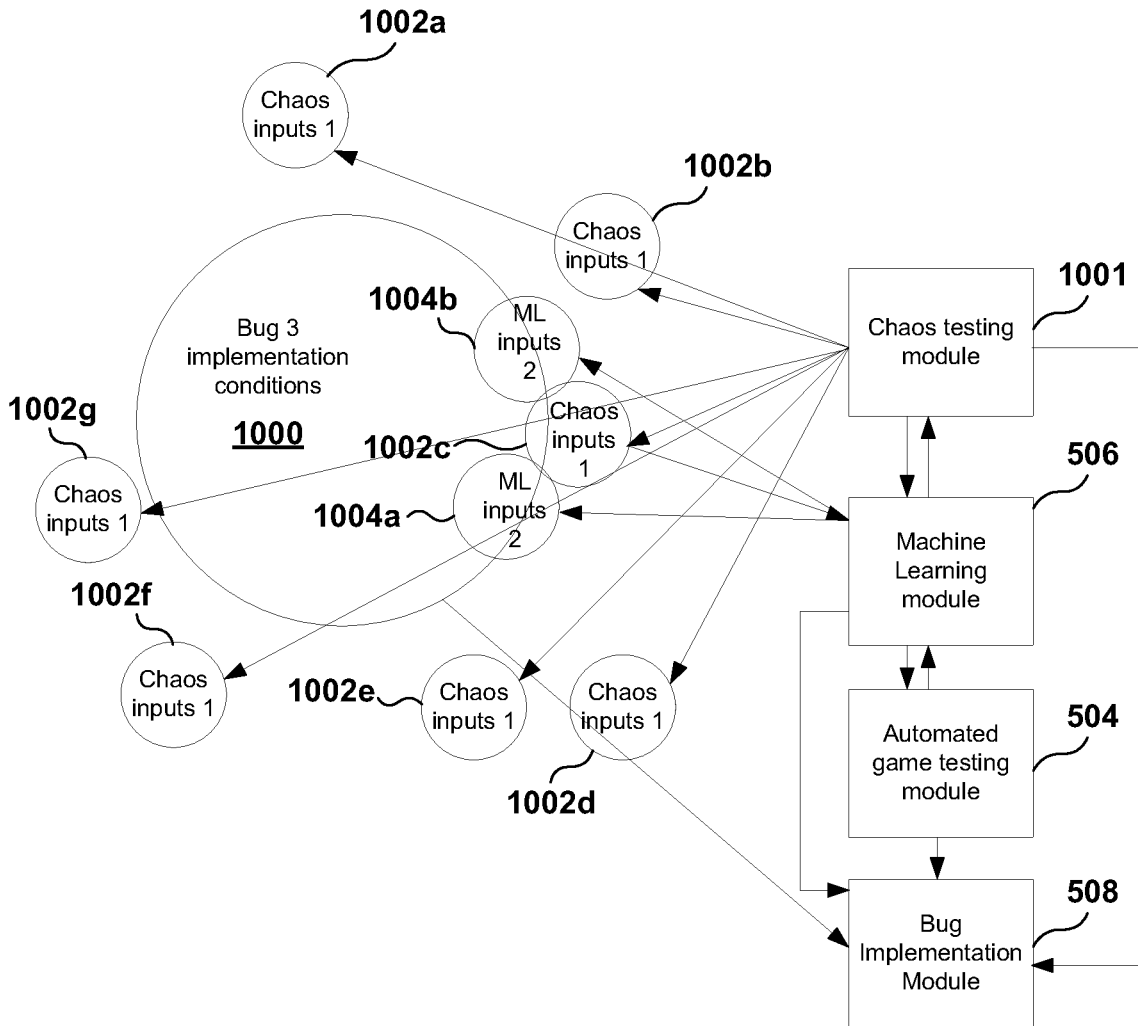 1002a
Chaos
inputs 1
1002b
Chaos
inputs 1
1001
Chaos testing
module
1004b
ML
inputs
2
Bug 3
implementation
conditions
1000
1002g
Chaos
inputs 1
1002c
Chaos
inputs
1
506
Machine
Learning
module
1004a
ML
inputs
2
1002f
Chaos
inputs 1
1002e
Chaos
inputs 1
Chaos
inputs 1
1002d
504
Automated
game testing
module
508
Bug
Implementation
Module